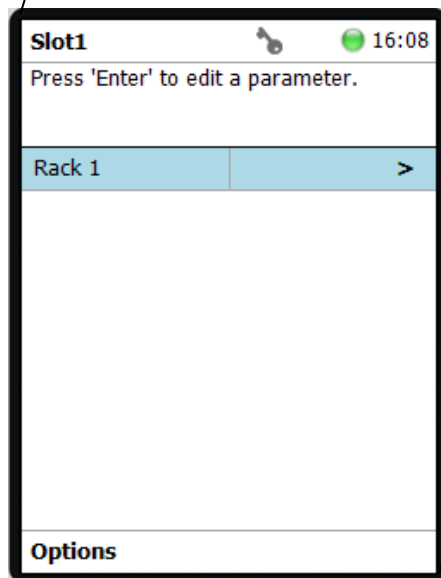 Slot1 16:08
Press 'Enter' to edit a parameter.
Rack 1 >
Options